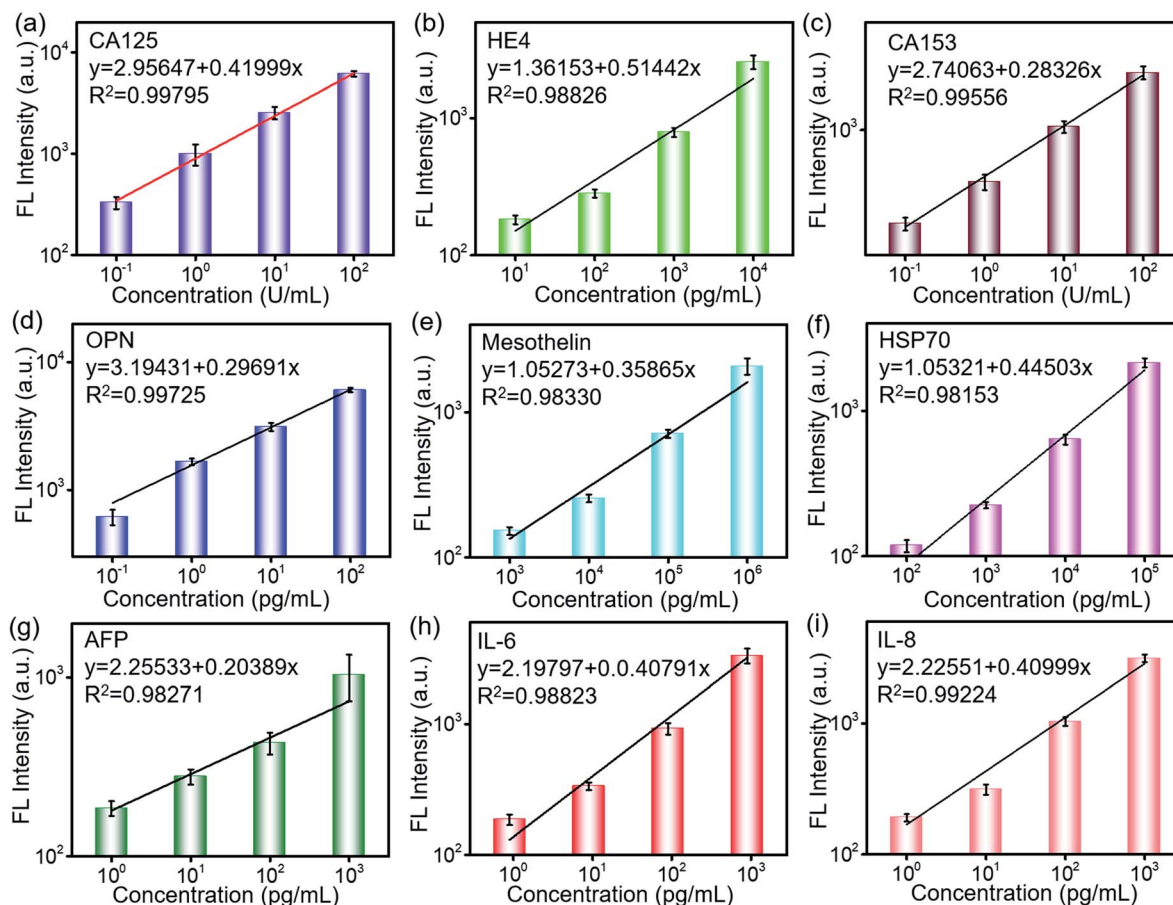 (a)
CA125
y=2.95647+0.41999x
R²=0.99795
FL Intensity (a.u.)
10⁴
10³
10²
10⁻¹ 10⁰ 10¹ 10²
Concentration (U/mL)
(b)
HE4
y=1.36153+0.51442x
R²=0.98826
FL Intensity (a.u.)
10³
10²
10¹ 10² 10³ 10⁴
Concentration (pg/mL)
(c)
CA153
y=2.74063+0.28326x
R²=0.99556
FL Intensity (a.u.)
10³
10⁻¹ 10⁰ 10¹ 10²
Concentration (U/mL)
(d)
OPN
y=3.19431+0.29691x
R²=0.99725
FL Intensity (a.u.)
10⁴
10³
10⁻¹ 10⁰ 10¹ 10²
Concentration (pg/mL)
(e)
Mesothelin
y=1.05273+0.35865x
R²=0.98330
FL Intensity (a.u.)
10³
10²
10³ 10⁴ 10⁵ 10⁶
Concentration (pg/mL)
(f)
HSP70
y=1.05321+0.44503x
R²=0.98153
FL Intensity (a.u.)
10³
10²
10² 10³ 10⁴ 10⁵
Concentration (pg/mL)
(g)
AFP
y=2.25533+0.20389x
R²=0.98271
FL Intensity (a.u.)
10³
10²
10⁰ 10¹ 10² 10³
Concentration (pg/mL)
(h)
IL-6
y=2.19797+0.0.40791x
R²=0.98823
FL Intensity (a.u.)
10³
10²
10⁰ 10¹ 10² 10³
Concentration (pg/mL)
(i)
IL-8
y=2.22551+0.40999x
R²=0.99224
FL Intensity (a.u.)
10³
10²
10⁰ 10¹ 10² 10³
Concentration (pg/mL)